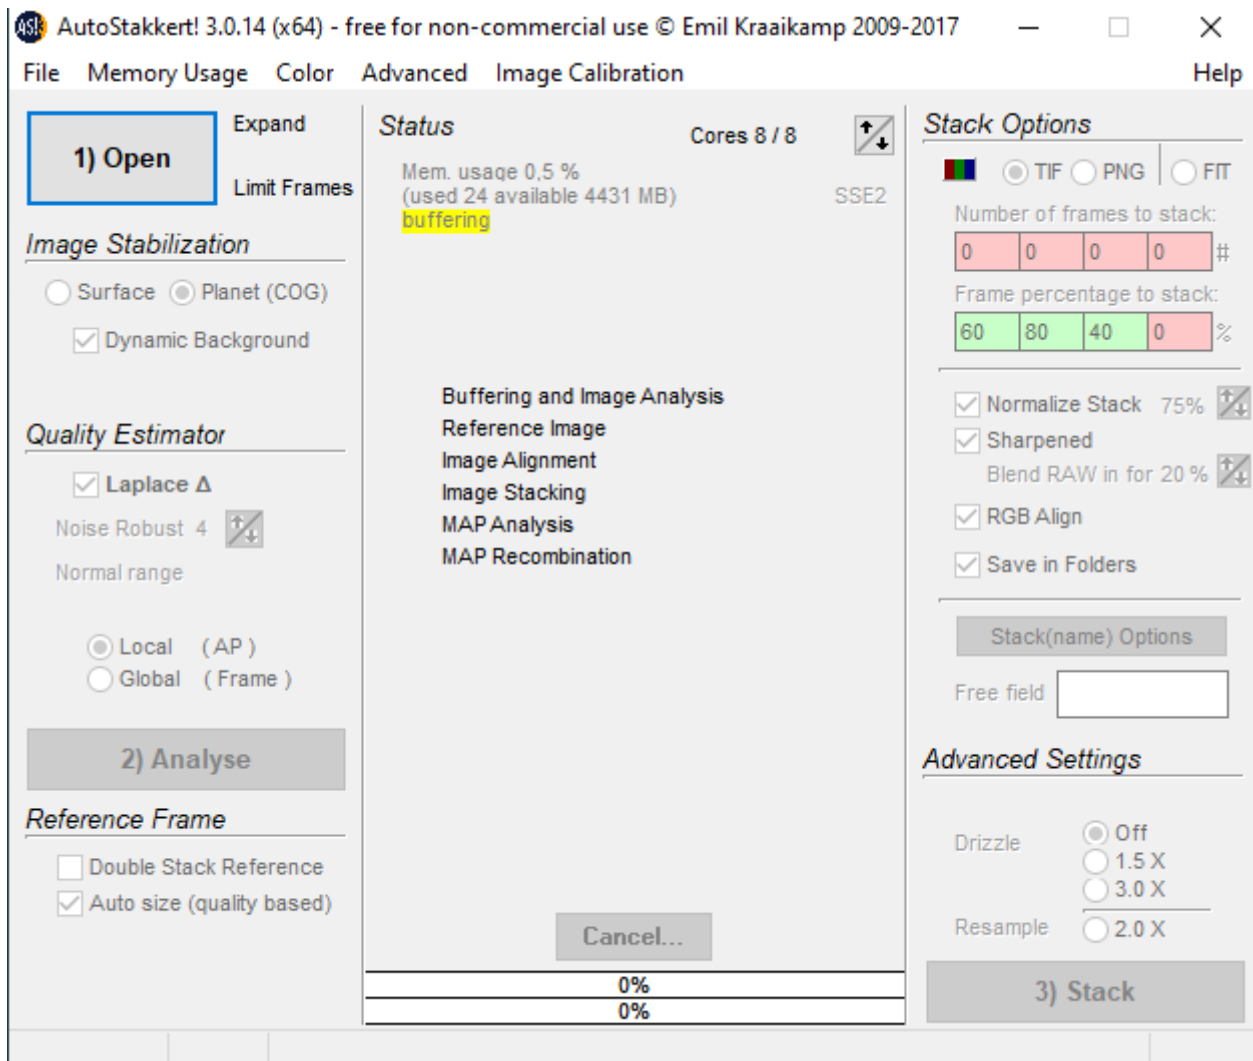 AutoStakkert! 3.0.14 (x64) - free for non-commercial use © Emil Kraaikamp 2009-2017
File Memory Usage Color Advanced Image Calibration Help
1) Open
Expand
Limit Frames
Image Stabilization
Surface Planet (COG)
Dynamic Background
Quality Estimator
Laplace Δ
Noise Robust 4
Normal range
Local ( AP )
Global ( Frame )
2) Analyse
Reference Frame
Double Stack Reference
Auto size (quality based)
Status
Cores 8 / 8
Mem. usage 0,5 %
(used 24 available 4431 MB) SSE2
buffering
Buffering and Image Analysis
Reference Image
Image Alignment
Image Stacking
MAP Analysis
MAP Recombination
Cancel...
0%
0%
Stack Options
TIF PNG FIT
Number of frames to stack:
0 0 0 0 #
Frame percentage to stack:
60 80 40 0 %
Normalize Stack 75%
Sharpened
Blend RAW in for 20 %
RGB Align
Save in Folders
Stack(name) Options
Free field
Advanced Settings
Drizzle
Off
1.5 X
3.0 X
Resample 2.0 X
3) Stack